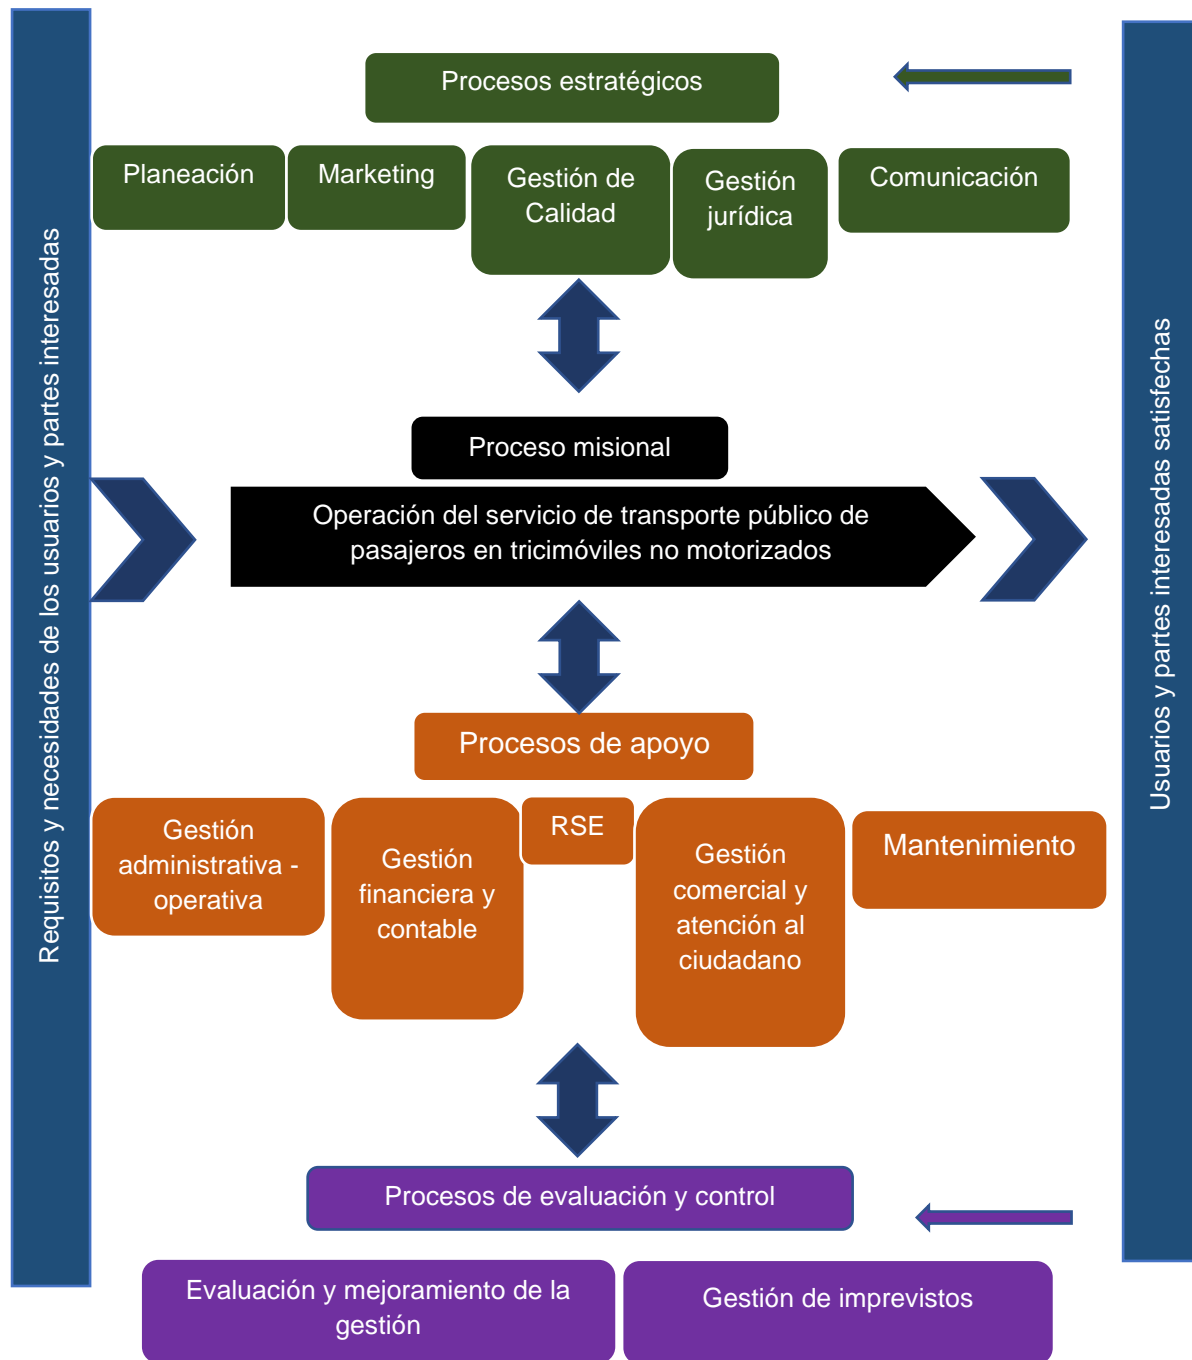 Requisitos y necesidades de los usuarios y partes interesadas
Procesos estratégicos
Planeación
Marketing
Gestión de
Calidad
Gestión
jurídica
Comunicación
Proceso misional
Operación del servicio de transporte público de
pasajeros en tricimóviles no motorizados
Procesos de apoyo
Gestión
administrativa -
operativa
Gestión
financiera y
contable
RSE
Gestión
comercial y
atención al
ciudadano
Mantenimiento
Procesos de evaluación y control
Evaluación y mejoramiento de la
gestión
Gestión de imprevistos
Usuarios y partes interesadas satisfechas